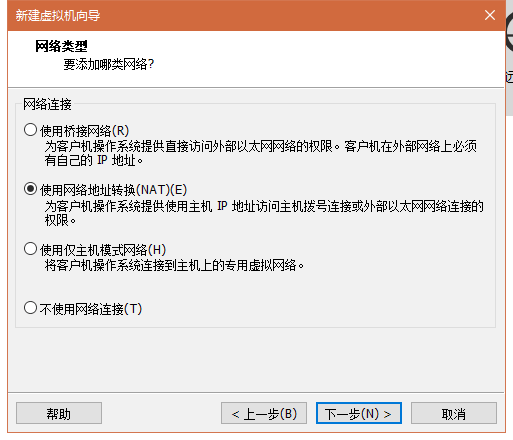 新建虚拟机向导
网络类型
要添加哪类网络?
网络连接
使用桥接网络(R)
为客户机操作系统提供直接访问外部以太网网络的权限。客户机在外部网络上必须
有自己的 IP 地址。
使用网络地址转换(NAT)(E)
为客户机操作系统提供使用主机 IP 地址访问主机拨号连接或外部以太网网络连接的
权限。
使用仅主机模式网络(H)
将客户机操作系统连接到主机上的专用虚拟网络。
不使用网络连接(T)
帮助
< 上一步(B)
下一步(N) >
取消